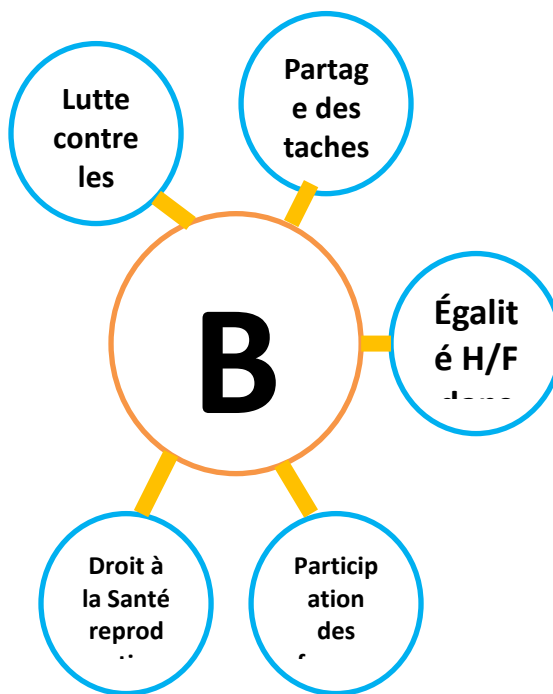 Lutte
contre
les
Partag
e des
taches
Égalit
é H/F
B
Droit à
la Santé
reprod
Particip
ation
des